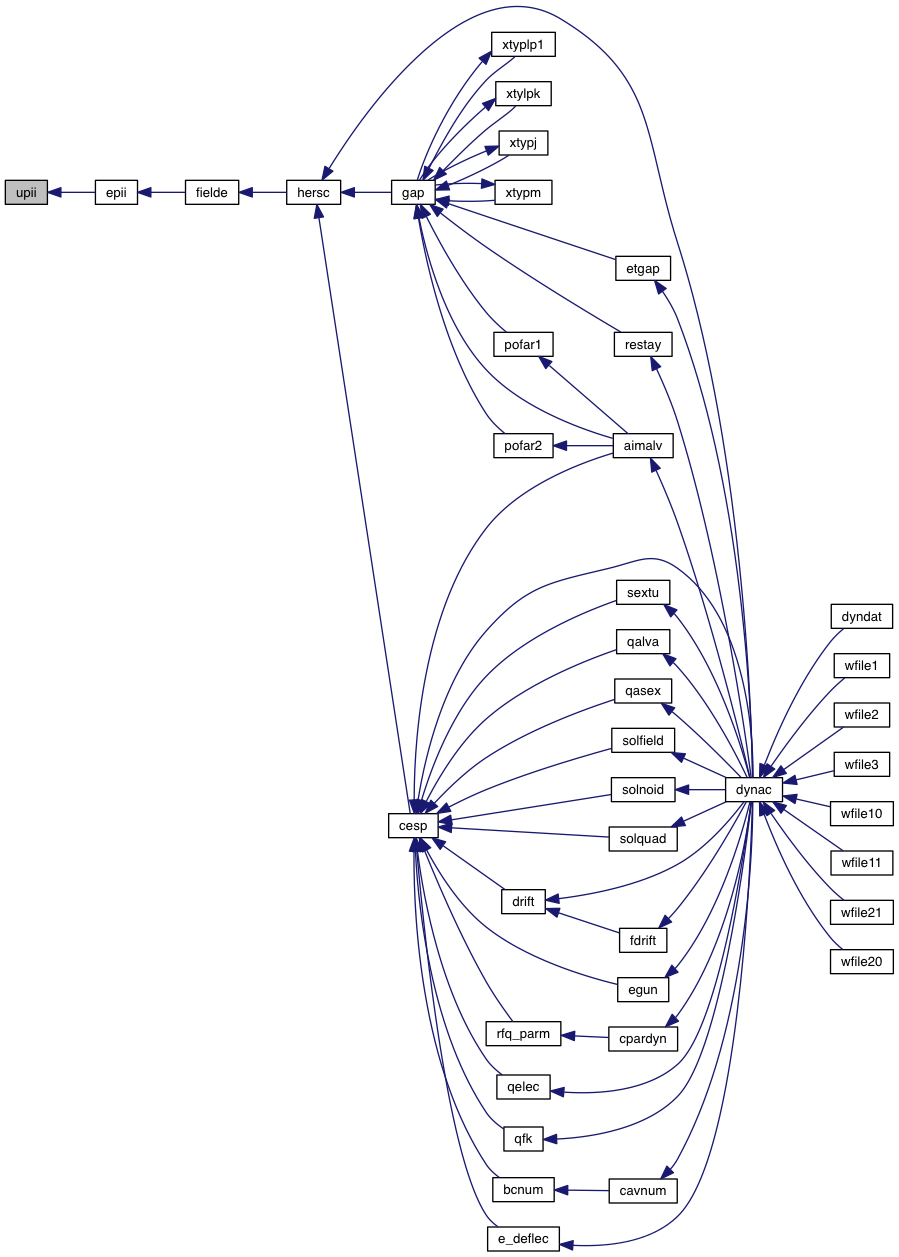 xtyplp1
xtylpk
xtypj
upii
epii
fielde
hersc
gap
xtypm
etgap
pofar1
restay
pofar2
aimalv
sextu
dyndat
qalva
wfile1
qasex
wfile2
solfield
wfile3
solnoid
dynac
wfile10
cesp
solquad
wfile11
drift
wfile21
fdrift
wfile20
egun
rfq_parm
cpardyn
qelec
qfk
bcnum
cavnum
e_deflec